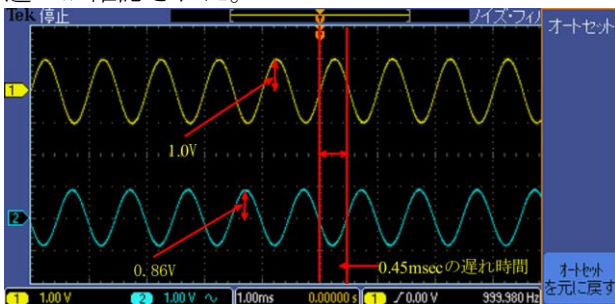 Tek 停止
ノイズ・フィ
オートセット
1
1.0V
2
0.86V
0.45msecの遅れ時間
オートセット
を元に戻す
1 1.00 V
2 1.00 V
1.00ms
0.00000 s
1 0.00 V
999.980 Hz